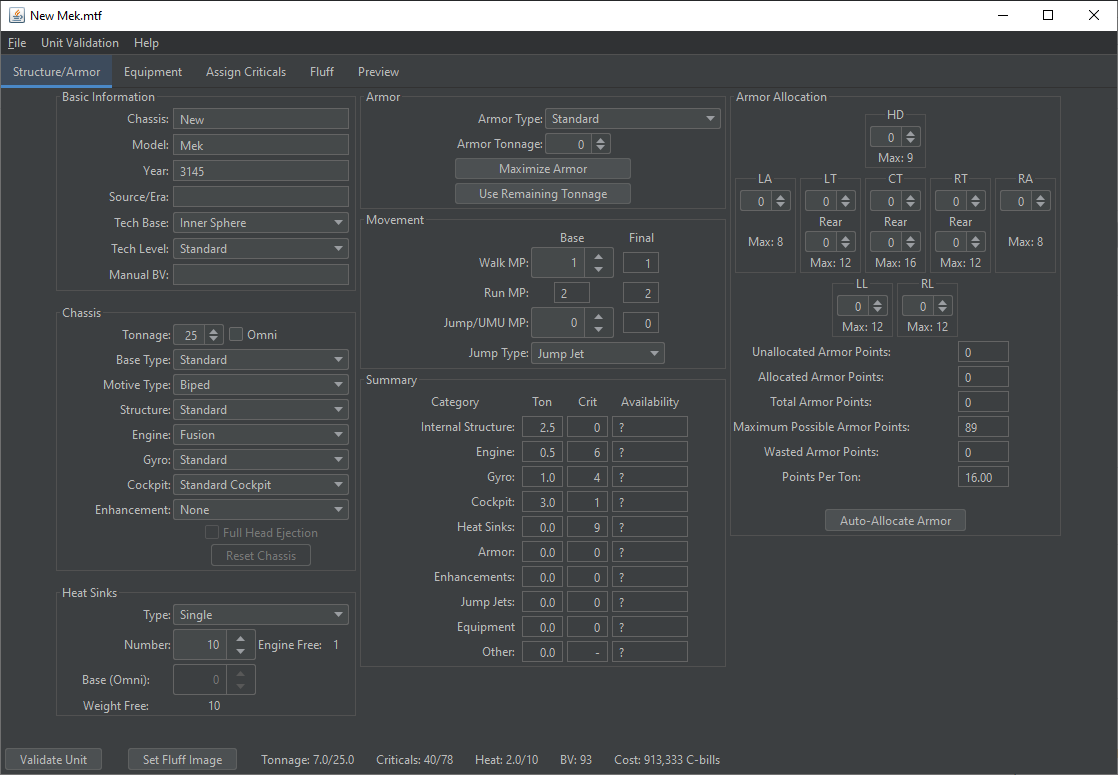 New Mek.mtf
File Unit Validation Help
Structure/Armor Equipment Assign Criticals Fluff Preview
Basic Information
Chassis: New
Model: Mek
Year: 3145
Source/Era:
Tech Base: Inner Sphere
Tech Level: Standard
Manual BV:
Chassis
Tonnage: 25 Omni
Base Type: Standard
Motive Type: Biped
Structure: Standard
Engine: Fusion
Gyro: Standard
Cockpit: Standard Cockpit
Enhancement: None
Full Head Ejection
Reset Chassis
Heat Sinks
Type: Single
Number: 10 Engine Free: 1
Base (Omni): 0
Weight Free: 10
Armor
Armor Type: Standard
Armor Tonnage: 0
Maximize Armor
Use Remaining Tonnage
Movement
Base Final
Walk MP: 1 1
Run MP: 2 2
Jump/UMU MP: 0 0
Jump Type: Jump Jet
Summary
Category Ton Crit Availability
Internal Structure: 2.5 0 ?
Engine: 0.5 6 ?
Gyro: 1.0 4 ?
Cockpit: 3.0 1 ?
Heat Sinks: 0.0 9 ?
Armor: 0.0 0 ?
Enhancements: 0.0 0 ?
Jump Jets: 0.0 0 ?
Equipment 0.0 0 ?
Other: 0.0 - ?
Armor Allocation
HD
0
Max: 9
LA LT CT RT RA
0 0 0 0 0
Rear Rear Rear
0 0 0
Max: 8 Max: 12 Max: 16 Max: 12 Max: 8
LL RL
0 0
Max: 12 Max: 12
Unallocated Armor Points: 0
Allocated Armor Points: 0
Total Armor Points: 0
Maximum Possible Armor Points: 89
Wasted Armor Points: 0
Points Per Ton: 16.00
Auto-Allocate Armor
Validate Unit Set Fluff Image Tonnage: 7.0/25.0 Criticals: 40/78 Heat: 2.0/10 BV: 93 Cost: 913,333 C-bills